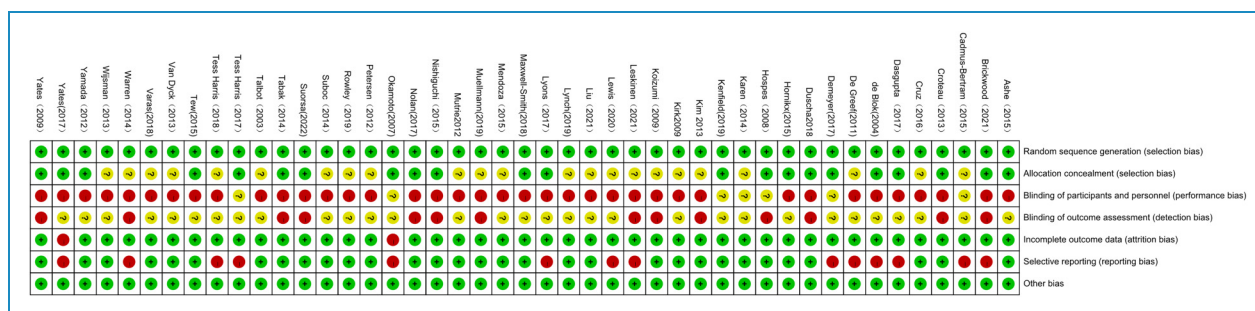 Yates（2009）
Yates(2017）
Yamada（2012）
Wijsman（2013）
Warren（2014）
Varas(2018)
Van Dyck（2013）
Tew(2015)
Tess Harris（2018）
Tess Harris（2017）
Talbot（2003）
Tabak（2014）
Suorsa(2022)
Suboc（2014）
Rowley（2019）
Petersen（2012）
Okamoto(2007)
Nolan(2017)
Nishiguchi（2015）
Mutrie2012
Muellmann(2019)
Mendoza（2015）
Maxwell-Smith(2018)
Lyons（2017）
Lynch(2019)
Liu（2021）
Lewis（2020）
Leskinen（2021）
Koizumi（2009）
Kirk2009
Kim 2013
Kenfield(2019)
Karen（2014）
Hospes（2008）
Hornikx(2015)
Duscha2018
Demeyer(2017)
De Greef(2011)
de Blok(2004)
Dasgupta（2017）
Cruz（2016）
Croteau（2013）
Cadmus-Bertram（2015）
Brickwood（2021）
Ashe（2015）
Random sequence generation (selection bias)
Allocation concealment (selection bias)
Blinding of participants and personnel (performance bias)
Blinding of outcome assessment (detection bias)
Incomplete outcome data (attrition bias)
Selective reporting (reporting bias)
Other bias